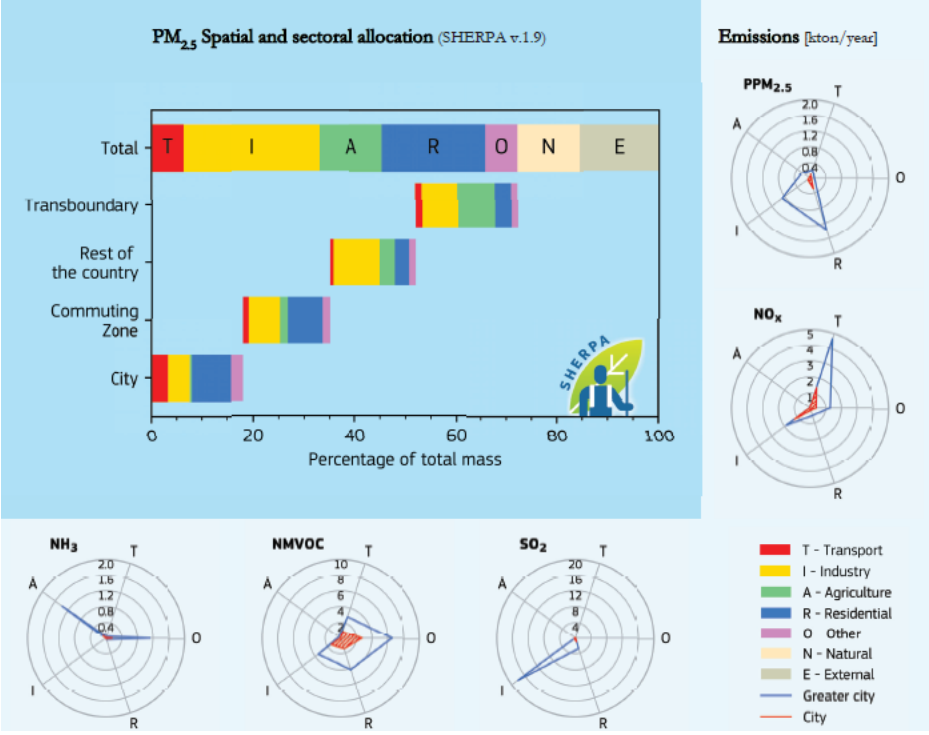 PM2.5 Spatial and sectoral allocation (SHERPA v.1.9)
Total
T I A R O N E
Transboundary
Rest of
the country
Commuting
Zone
City
SHERPA
0 20 40 60 80 100
Percentage of total mass
Emissions [kton/year]
PPM2.5
T
2.0
1.6
1.2
0.8
0.4
A
O
I
R
NOx
T
5
4
3
2
1
A
O
I
R
NH3
T
2.0
1.6
1.2
0.8
0.4
A
O
I
R
NMVOC
T
10
8
6
4
2
A
O
I
R
SO2
T
20
16
12
8
4
A
O
I
R
T - Transport
I - Industry
A - Agriculture
R - Residential
O Other
N - Natural
E - External
Greater city
City